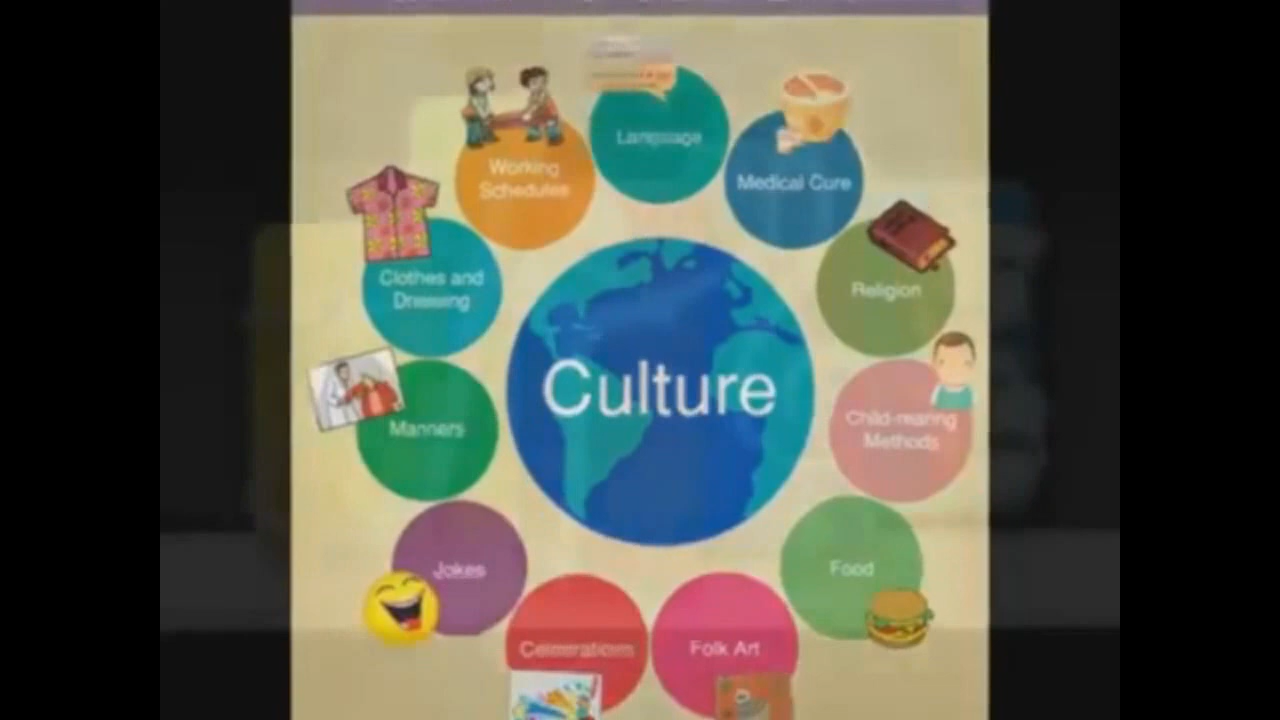 Language
Working
Schedules
Medical Cure
Clothes and
Dressing
Religion
Culture
Manners
Child-rearing
Methods
Jokes
Food
Celebrations
Folk Art